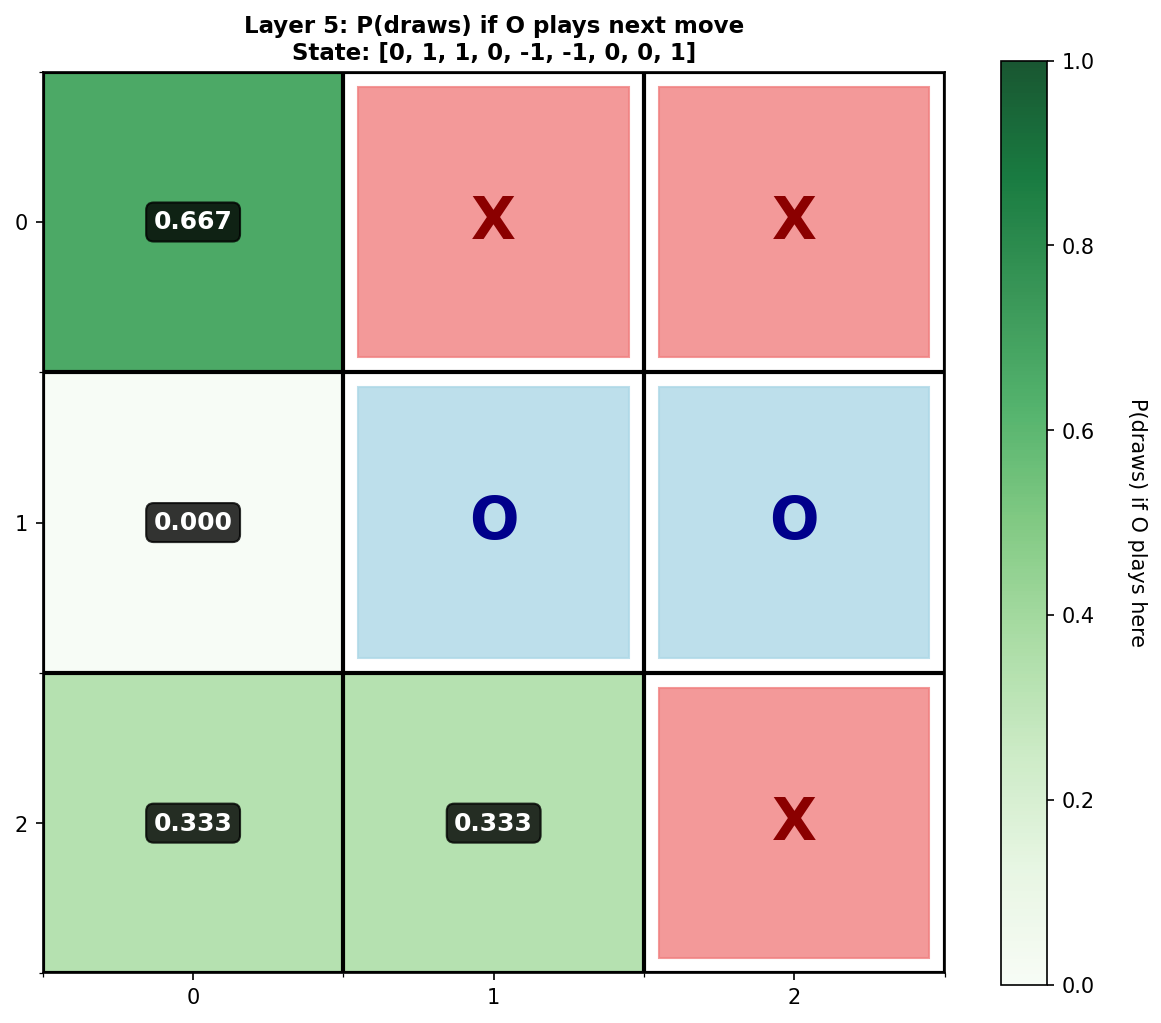 Layer 5: P(draws) if O plays next move
State: [0, 1, 1, 0, -1, -1, 0, 0, 1]
0
0.667
X
X
1
0.000
O
O
2
0.333
0.333
X
0
1
2
1.0
0.8
0.6
0.4
0.2
0.0
P(draws) if O plays here